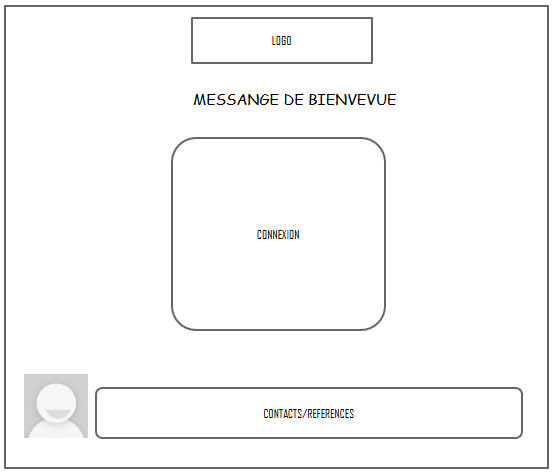 LOGO
MESSANGE DE BIENVEVUE
CONNEXION
CONTACTS/REFERENCES